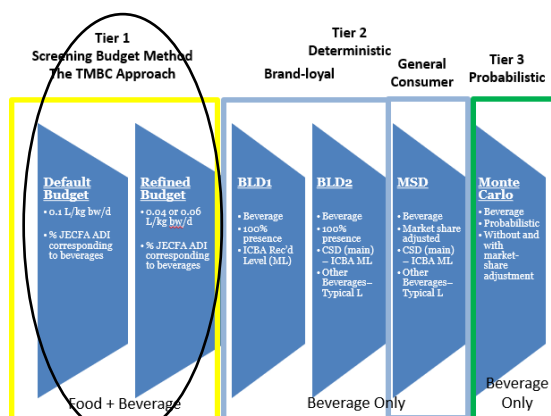 Tier 1
Screening Budget Method
The TMBC Approach
Tier 2
Deterministic
Brand-loyal
General
Consumer
Tier 3
Probabilistic
Default
Budget
• 0.1 L/kg bw/d
• % JECFA ADI
corresponding
to beverages
Refined
Budget
• 0.04 or 0.06
L/kg bw/d
• % JECFA ADI
corresponding
to beverages
BLD1
• Beverage
• 100%
presence
• ICBA Rec'd
Level (ML)
BLD2
• Beverage
• 100%
presence
• CSD (main)
– ICBA ML
• Other
Beverages–
Typical L
MSD
• Beverage
• Market share
adjusted
• CSD (main)
– ICBA ML
• Other
Beverages–
Typical L
Monte
Carlo
• Beverage
• Probabilistic
• Without and
with
market-
share
adjustment
Food + Beverage
Beverage Only
Beverage
Only